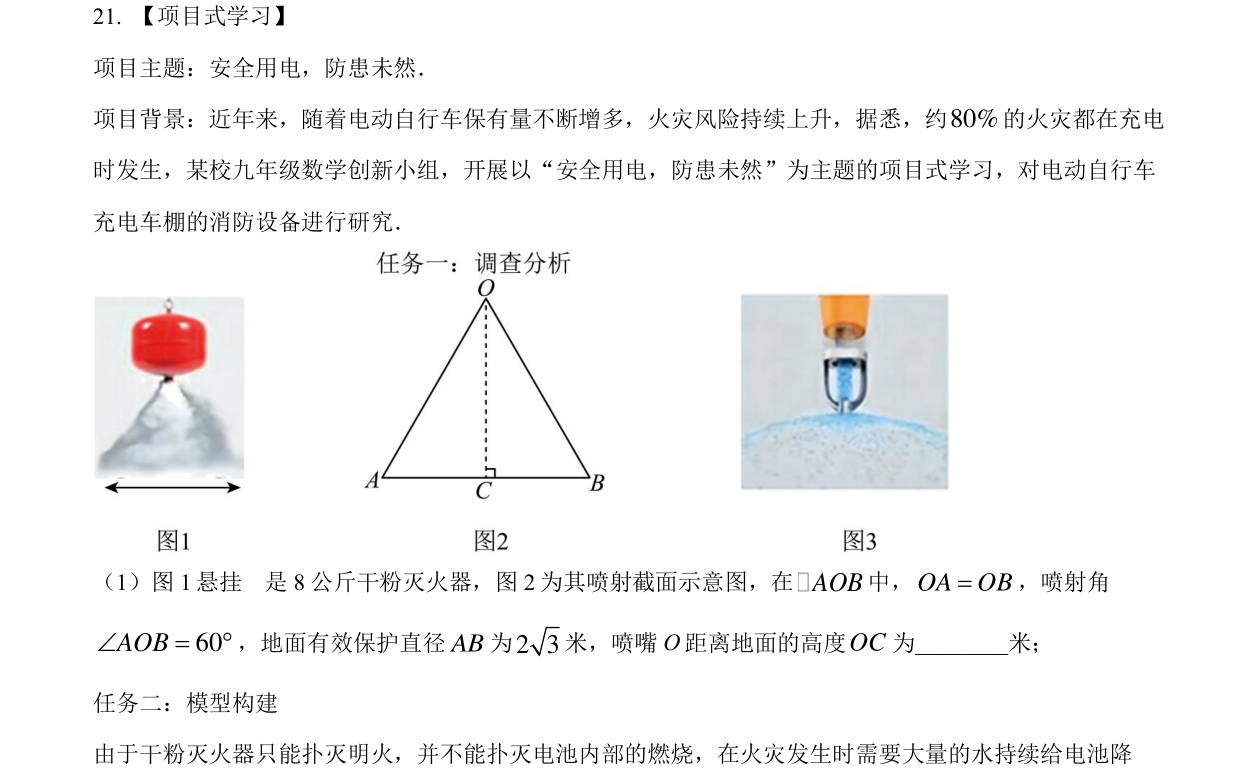 21. 【项目式学习】
项目主题：安全用电，防患未然．
项目背景：近年来，随着电动自行车保有量不断增多，火灾风险持续上升，据悉，约80%的火灾都在充电
时发生，某校九年级数学创新小组，开展以“安全用电，防患未然”为主题的项目式学习，对电动自行车
充电车棚的消防设备进行研究．
任务一：调查分析
O
A
C
B
图1
图2
图3
（1）图 1 悬挂　是 8 公斤干粉灭火器，图 2 为其喷射截面示意图，在□AOB 中，OA = OB，喷射角
∠AOB = 60°，地面有效保护直径 AB 为 2√3 米，喷嘴 O 距离地面的高度 OC 为________米；
任务二：模型构建
由于干粉灭火器只能扑灭明火，并不能扑灭电池内部的燃烧，在火灾发生时需要大量的水持续给电池降